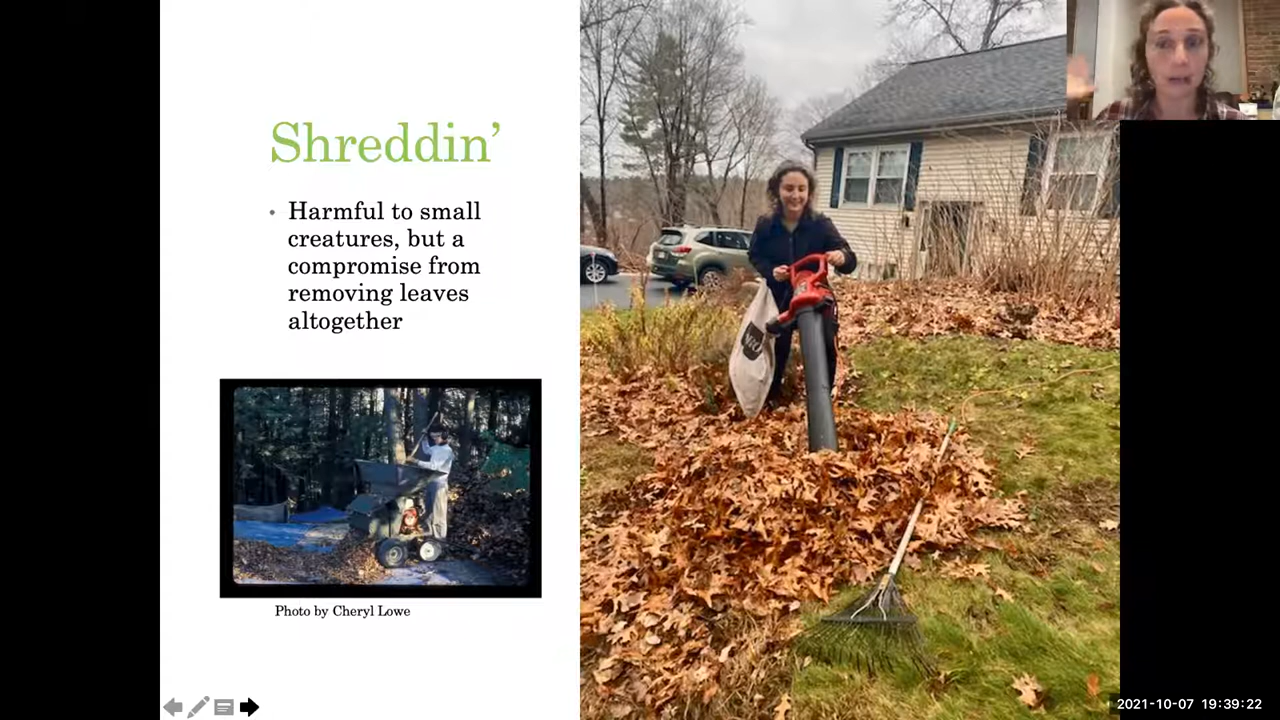 Shreddin’
• Harmful to small
creatures, but a
compromise from
removing leaves
altogether
Photo by Cheryl Lowe
2021-10-07 19:39:22